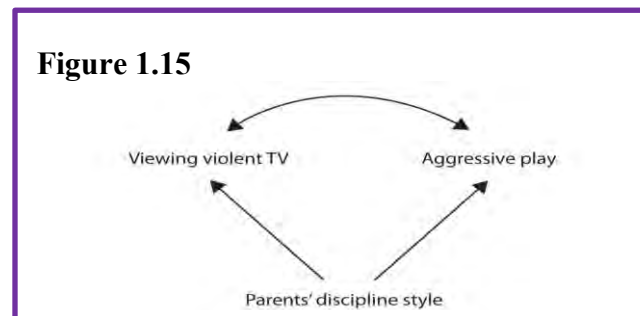 Figure 1.15
Viewing violent TV
Aggressive play
Parents' discipline style